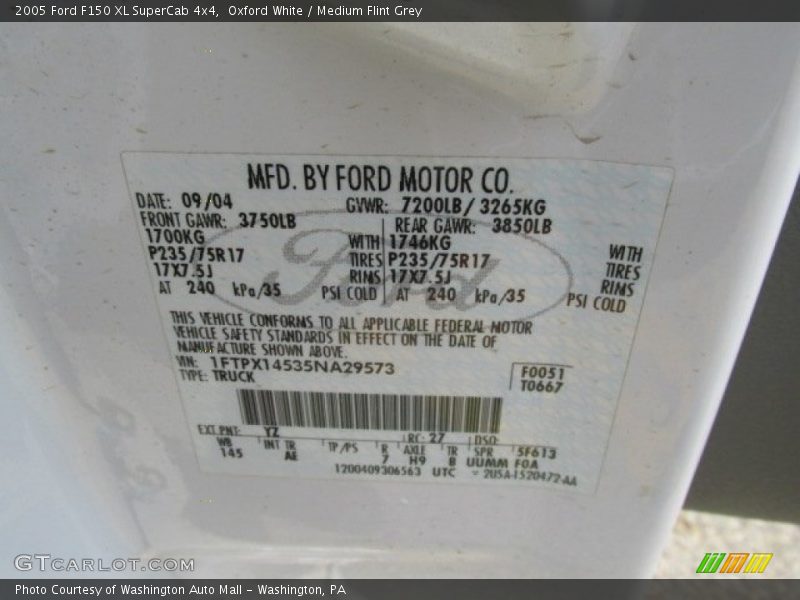 2005 Ford F150 XL SuperCab 4x4, Oxford White / Medium Flint Grey
MFD. BY FORD MOTOR CO.
DATE: 09/04 GVWR: 7200LB/ 3265KG
FRONT GAWR: 3750LB REAR GAWR: 3850LB
1700KG WITH 1746KG WITH
P235/75R17 TIRES P235/75R17 TIRES
17X7.5J RIMS 17X7.5J RIMS
AT 240 kPa/35 PSI COLD AT 240 kPa/35 PSI COLD
THIS VEHICLE CONFORMS TO ALL APPLICABLE FEDERAL MOTOR
VEHICLE SAFETY STANDARDS IN EFFECT ON THE DATE OF
MANUFACTURE SHOWN ABOVE.
VIN: 1FTPX14535NA29573 F0051
TYPE: TRUCK T0667
Ford
EXT PNT: YZ RC: 27 DSO:
WB INT TR TP/PS R AXLE TR SPR 5F613
145 AE 7 H9 8 UUMM FOA
1200409306563 UTC 2U5A-1520472-AA
GTCARLOT.COM
Photo Courtesy of Washington Auto Mall - Washington, PA